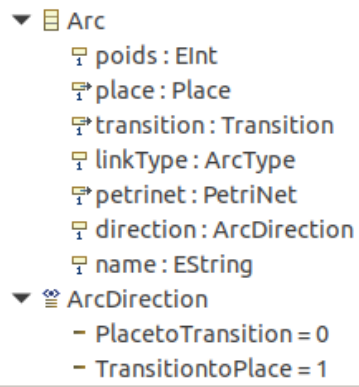 Arc
poids : EInt
place : Place
transition : Transition
linkType : ArcType
petrinet : PetriNet
direction : ArcDirection
name : EString
ArcDirection
PlacetoTransition = 0
TransitiontoPlace = 1